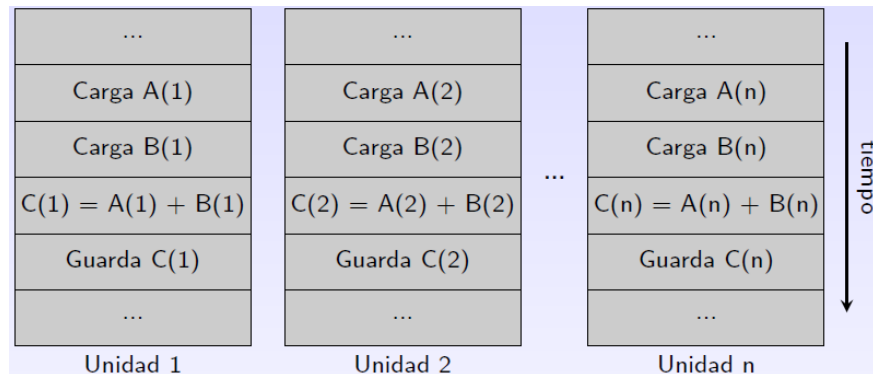 ...
Carga A(1)
Carga B(1)
C(1) = A(1) + B(1)
Guarda C(1)
...
Unidad 1
...
Carga A(2)
Carga B(2)
C(2) = A(2) + B(2)
Guarda C(2)
...
Unidad 2
...
...
Carga A(n)
Carga B(n)
C(n) = A(n) + B(n)
Guarda C(n)
...
Unidad n
tiempo